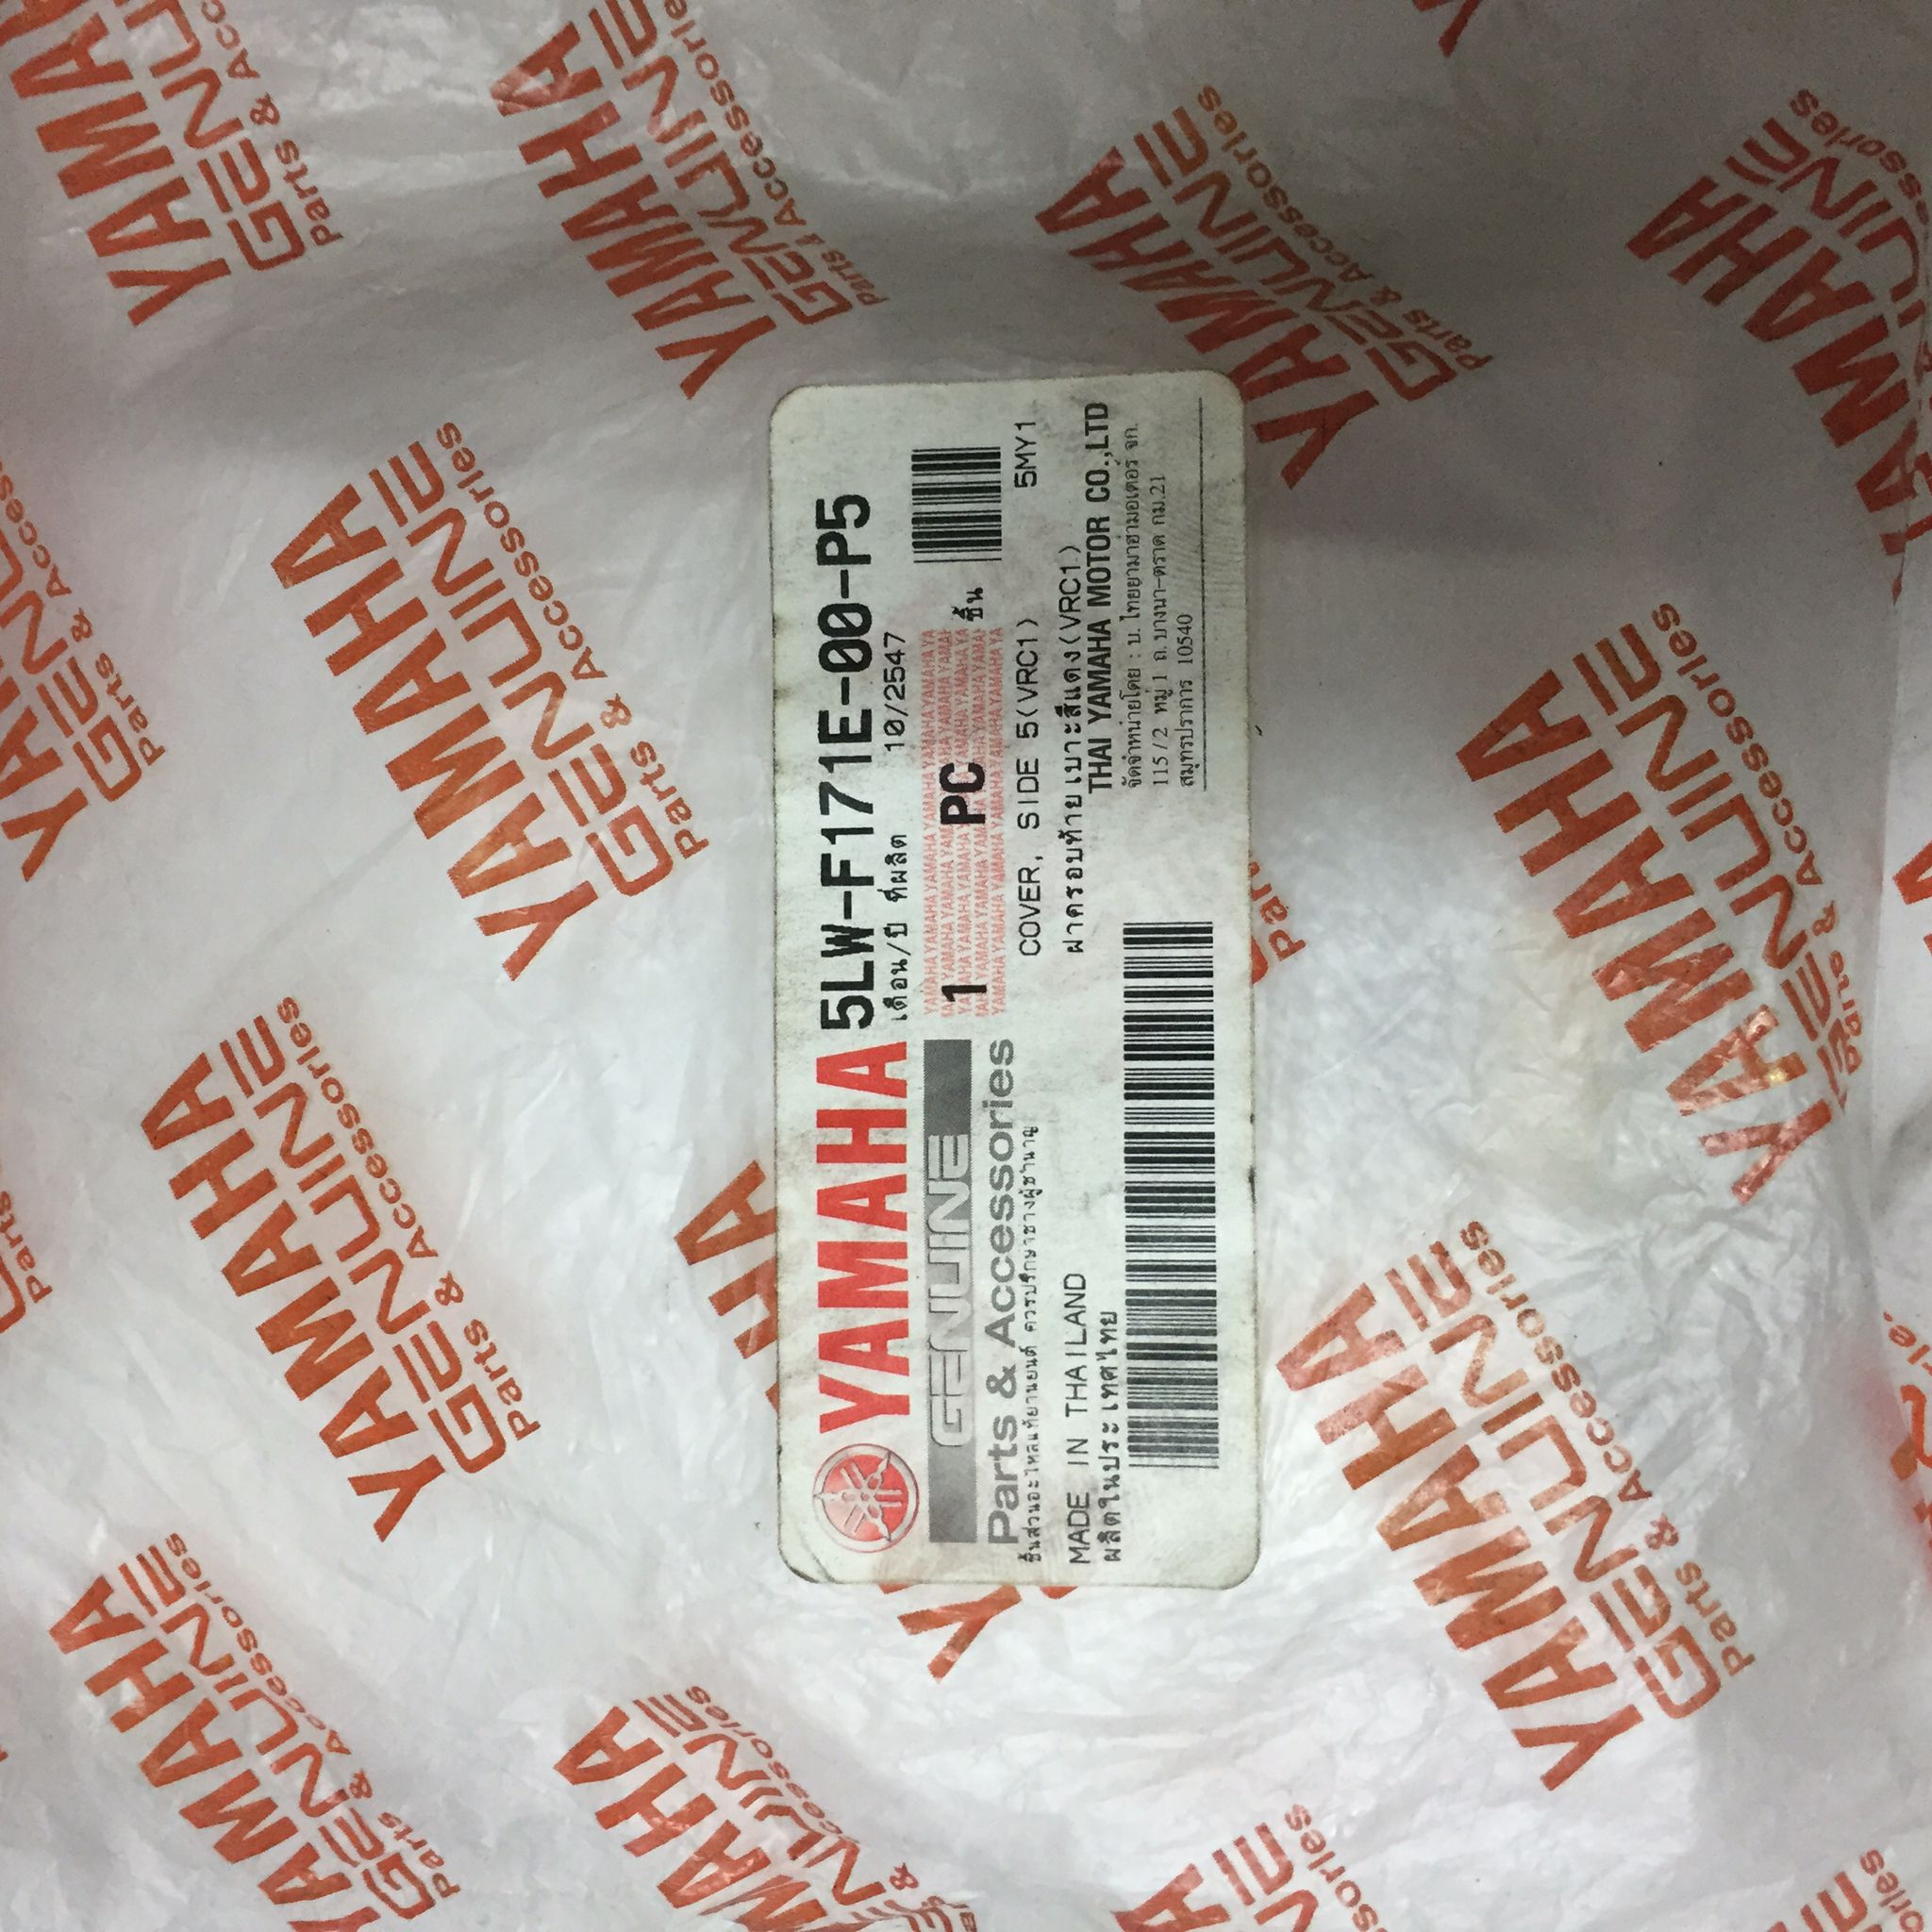 YAMAHA 5LW-F171E-00-P5
เดือน/ปี ที่ผลิต 10/2547
GENUINE
1 PC ชิ้น
Parts & Accessories
ชิ้นส่วนอะไหล่แท้ยานยนต์ ควรปรึกษาช่างผู้ชำนาญ
COVER, SIDE 5(VRC1) 5MY1
MADE IN THAILAND
ผลิตในประเทศไทย
ฝาครอบท้ายเบาะสีแดง(VRC1)
THAI YAMAHA MOTOR CO.,LTD
จัดจำหน่ายโดย : บ. ไทยยามาฮ่ามอเตอร์ จก.
115/2 หมู่ 1 ถ. บางนา-ตราด กม.21
สมุทรปราการ 10540
YAMAHA
GENUINE
Parts & Accessories